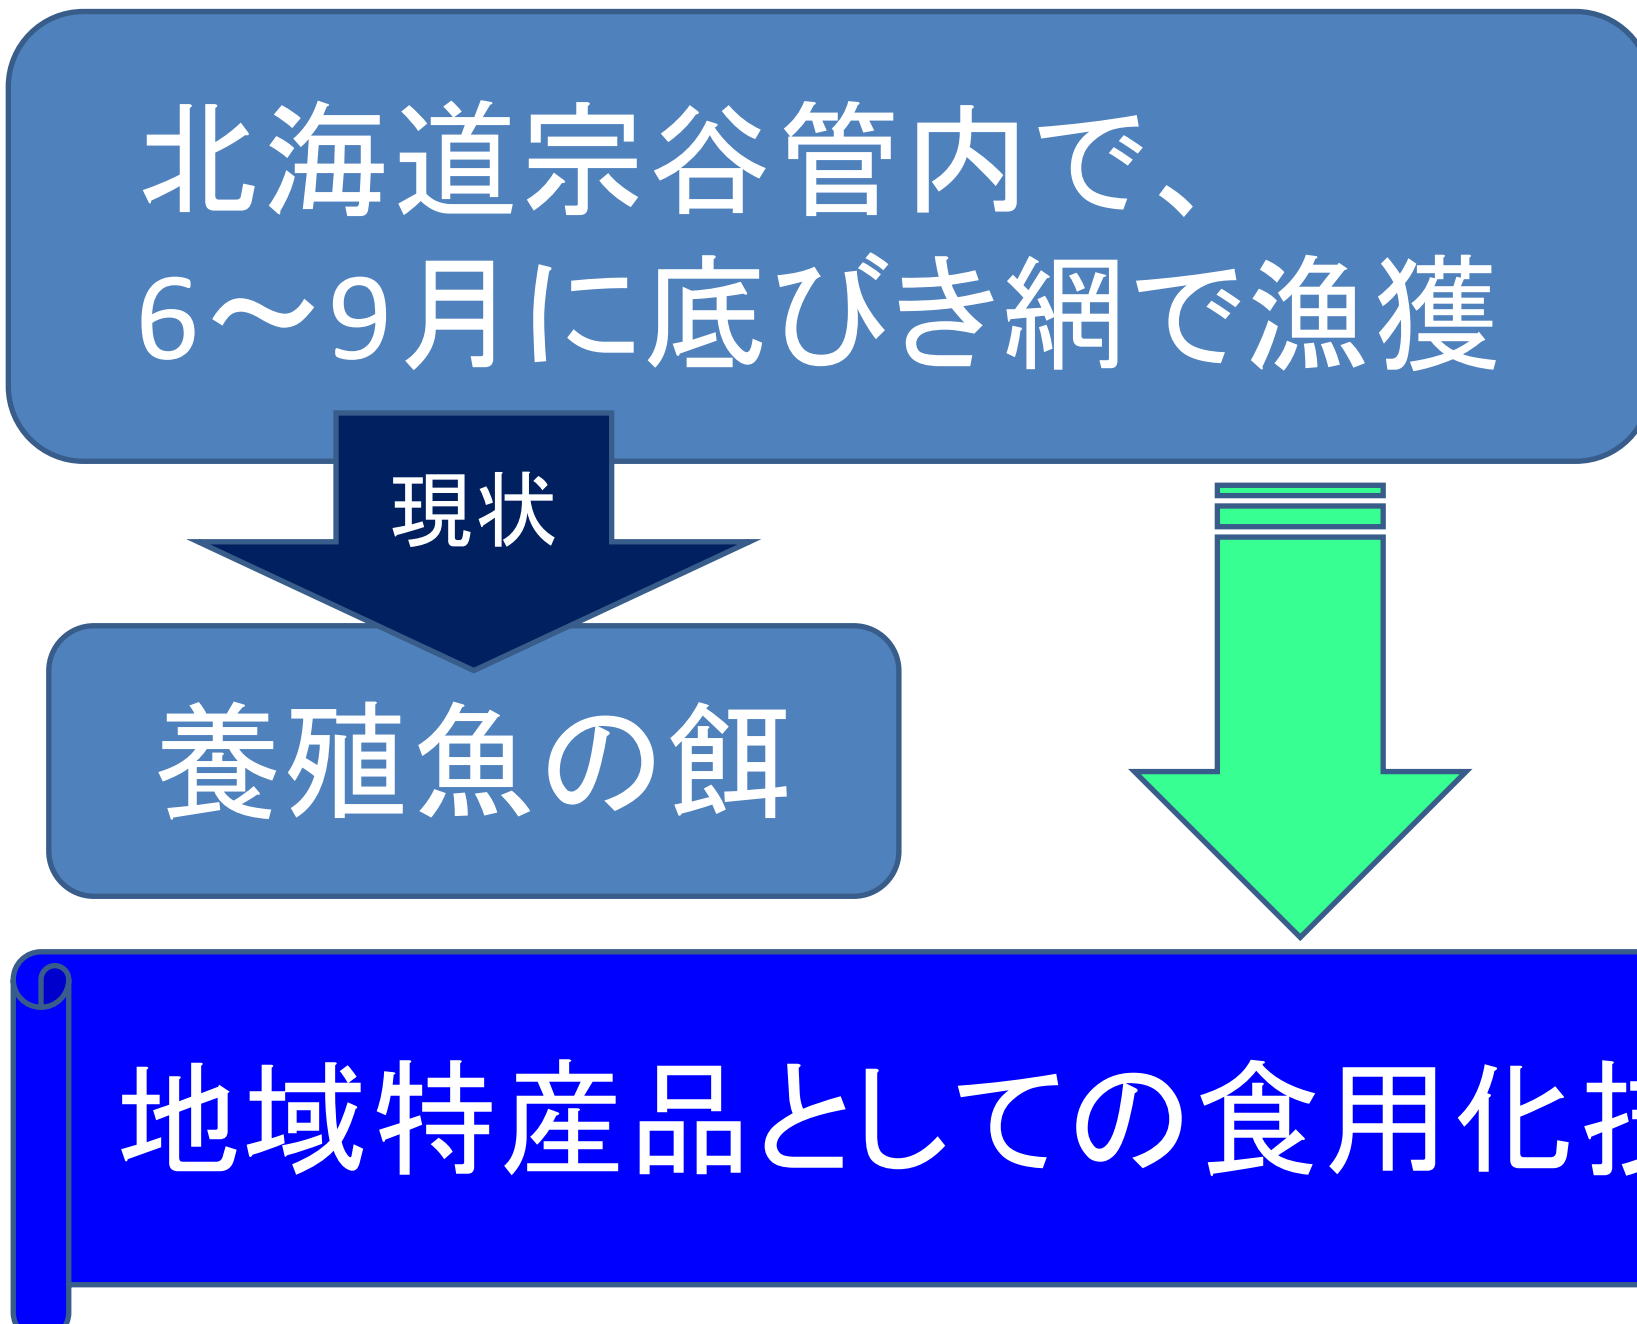 北海道宗谷管内で、
6～9月に底びき網で漁獲
現状
養殖魚の餌
地域特産品としての食用化